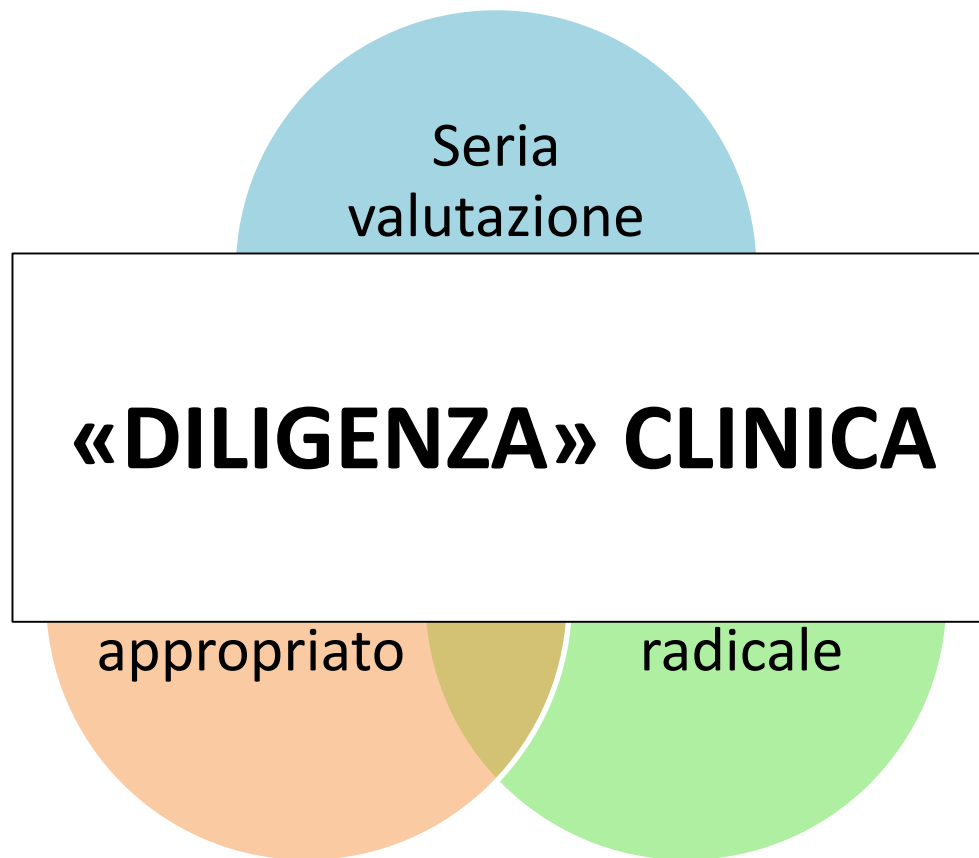 Seria
valutazione
«DILIGENZA» CLINICA
appropriato
radicale